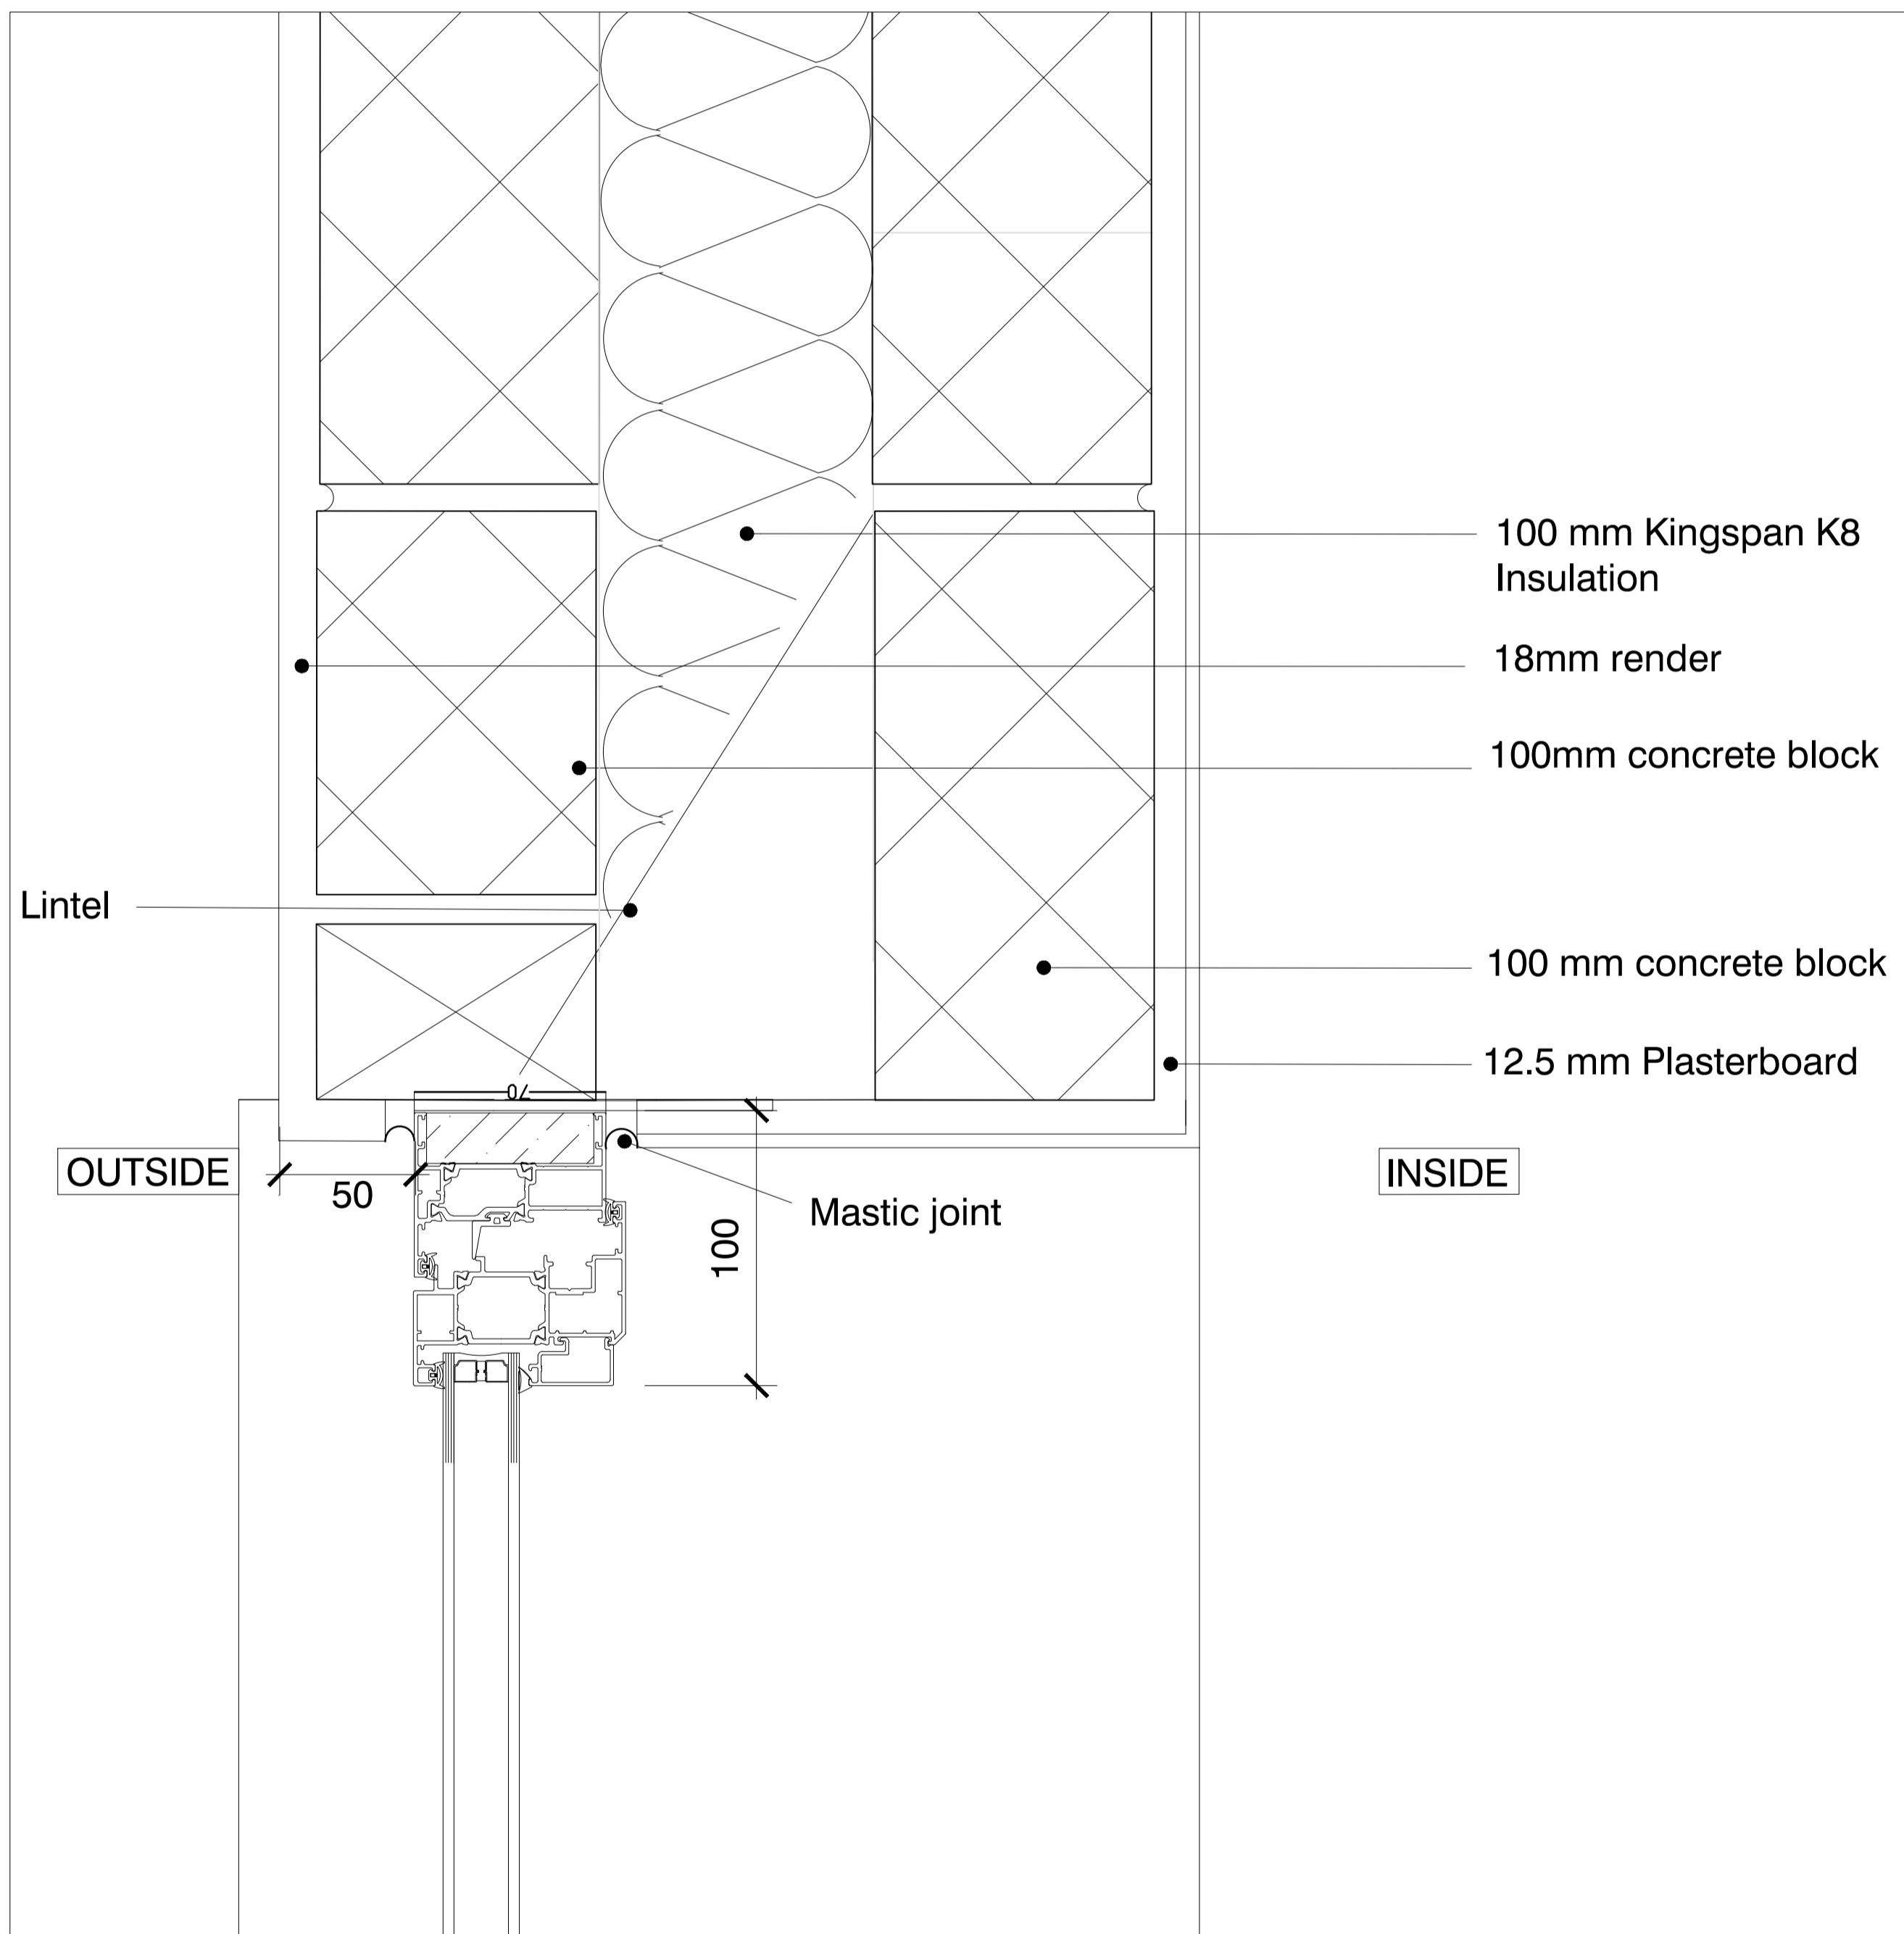 100 mm Kingspan K8
Insulation
18mm render
100mm concrete block
Lintel
100 mm concrete block
12.5 mm Plasterboard
70
OUTSIDE
50
INSIDE
Mastic joint
100